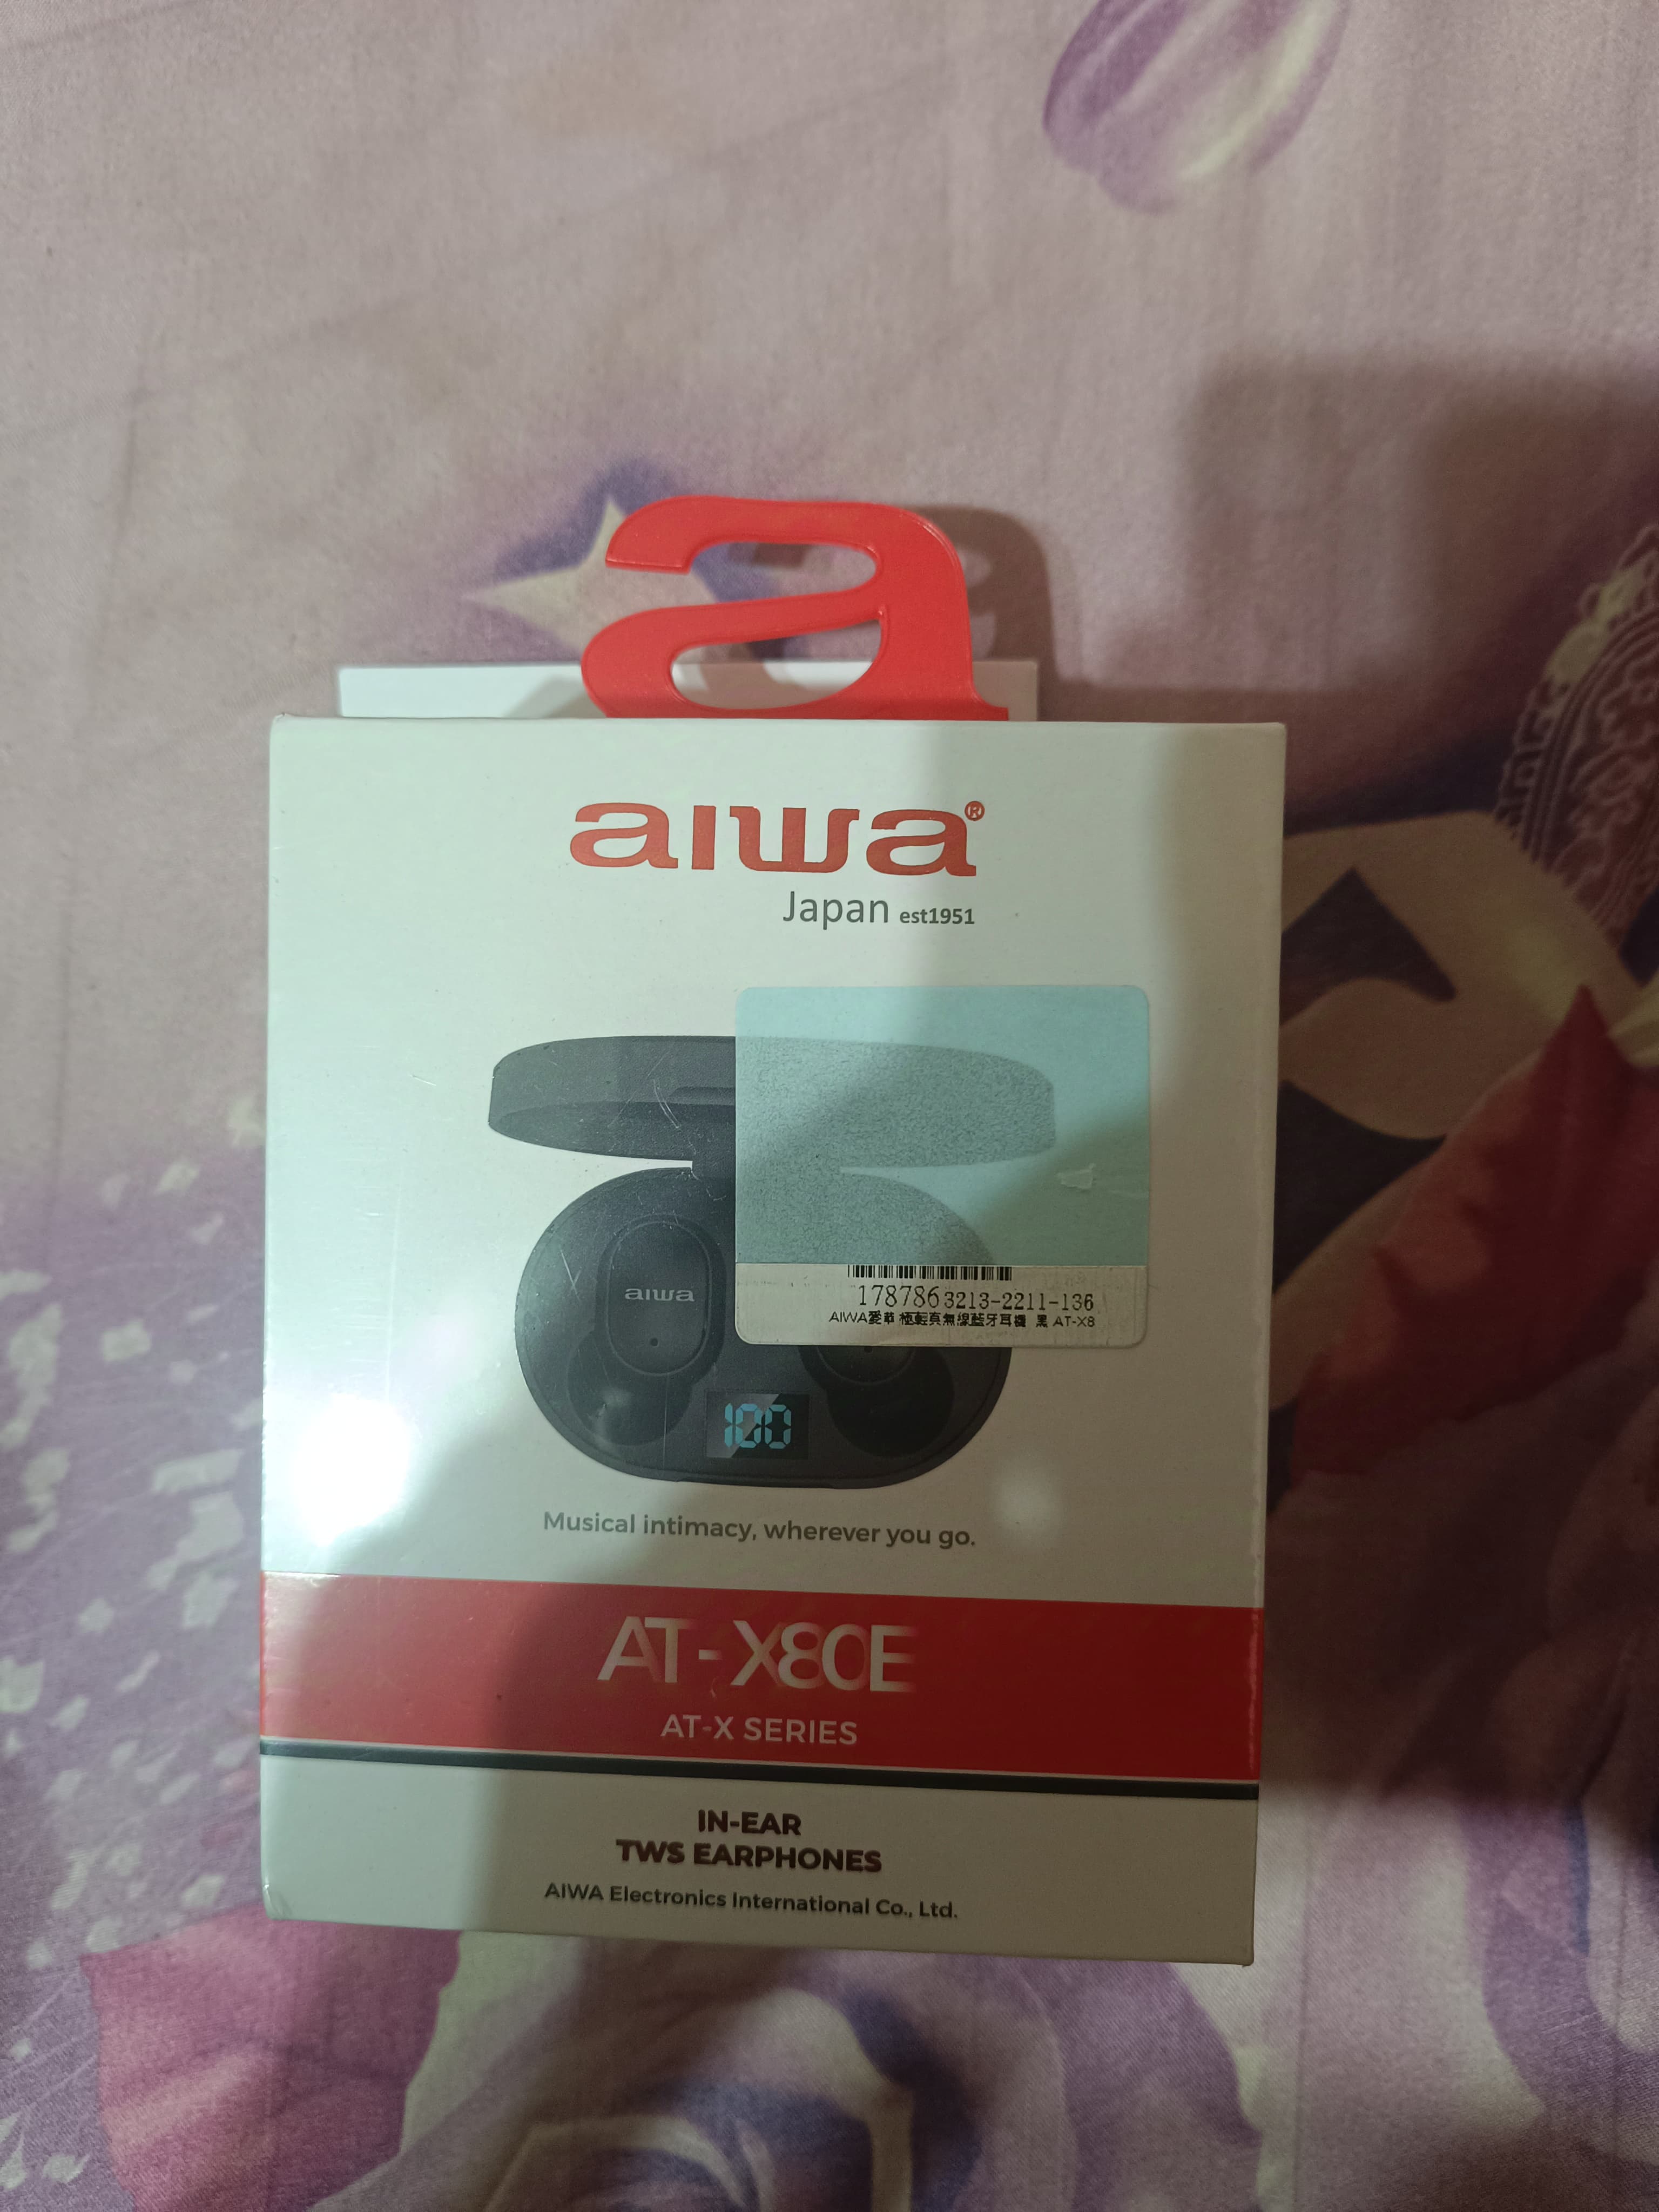 aiwa®
Japan est1951
1787863213-2211-136
AIWA愛華 極輕真無線藍牙耳機 黑 AT-X8
aiwa
100
Musical intimacy, wherever you go.
AT-X80E
AT-X SERIES
IN-EAR
TWS EARPHONES
AIWA Electronics International Co., Ltd.